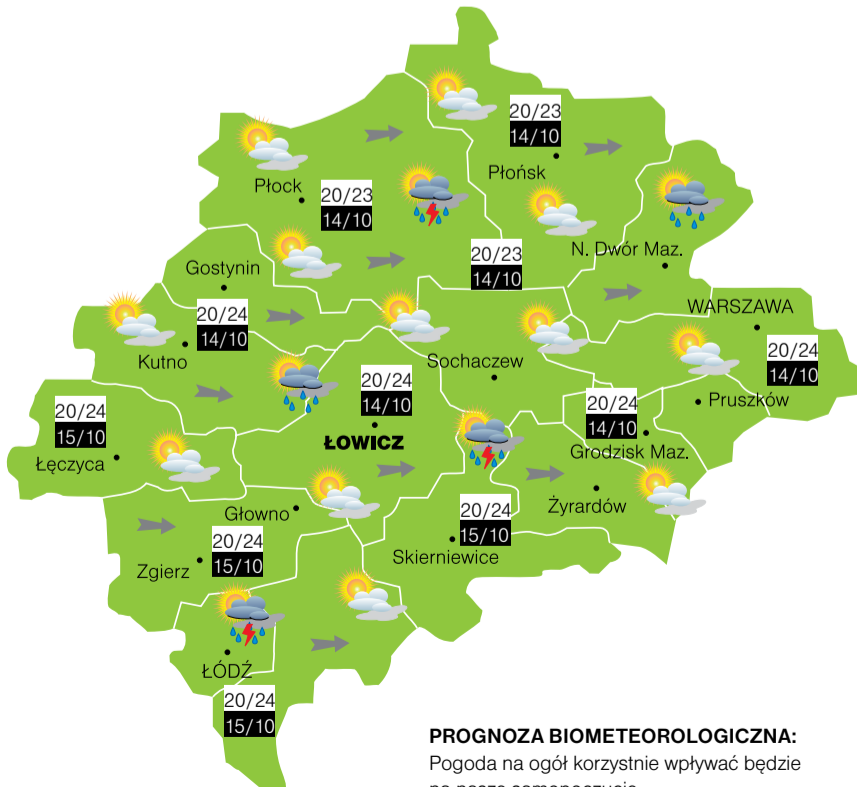 20/23
14/10
Płońsk
Płock
20/23
14/10
N. Dwór Maz.
20/23
14/10
Gostynin
WARSZAWA
20/24
14/10
Kutno
Sochaczew
20/24
14/10
20/24
14/10
Pruszków
20/24
14/10
Grodzisk Maz.
20/24
15/10
Łęczyca
ŁOWICZ
Żyrardów
Głowno
20/24
15/10
Skierniewice
20/24
15/10
Zgierz
ŁÓDŹ
20/24
15/10
PROGNOZA BIOMETEOROLOGICZNA:
Pogoda na ogół korzystnie wpływać będzie
na nasze samopoczucie